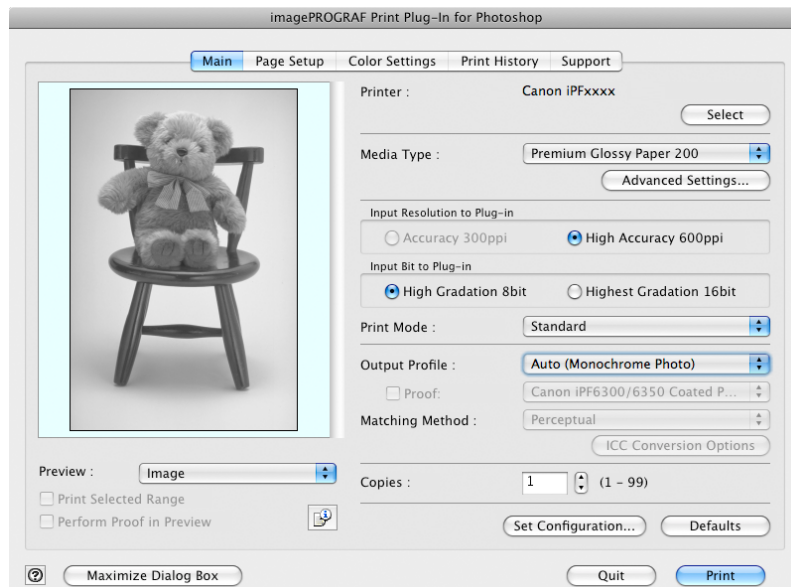 imagePROGRAF Print Plug-In for Photoshop
Main Page Setup Color Settings Print History Support
Printer : Canon iPFxxxx
Select
Media Type : Premium Glossy Paper 200
Advanced Settings...
Input Resolution to Plug-in
Accuracy 300ppi High Accuracy 600ppi
Input Bit to Plug-in
High Gradation 8bit Highest Gradation 16bit
Print Mode : Standard
Output Profile : Auto (Monochrome Photo)
Proof: Canon iPF6300/6350 Coated P...
Matching Method : Perceptual
ICC Conversion Options
Preview : Image
Print Selected Range
Perform Proof in Preview
Copies : 1 (1 - 99)
Set Configuration... Defaults
? Maximize Dialog Box Quit Print